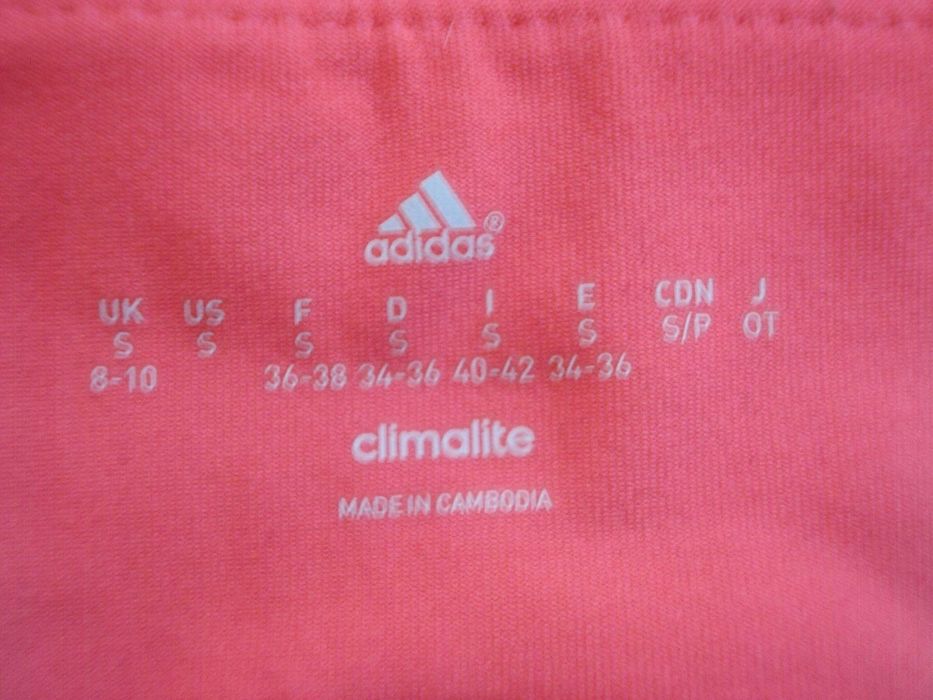 adidas®
UK US F D I E CDN J
S S S S S S S/P OT
8-10 36-38 34-36 40-42 34-36
climalite
MADE IN CAMBODIA